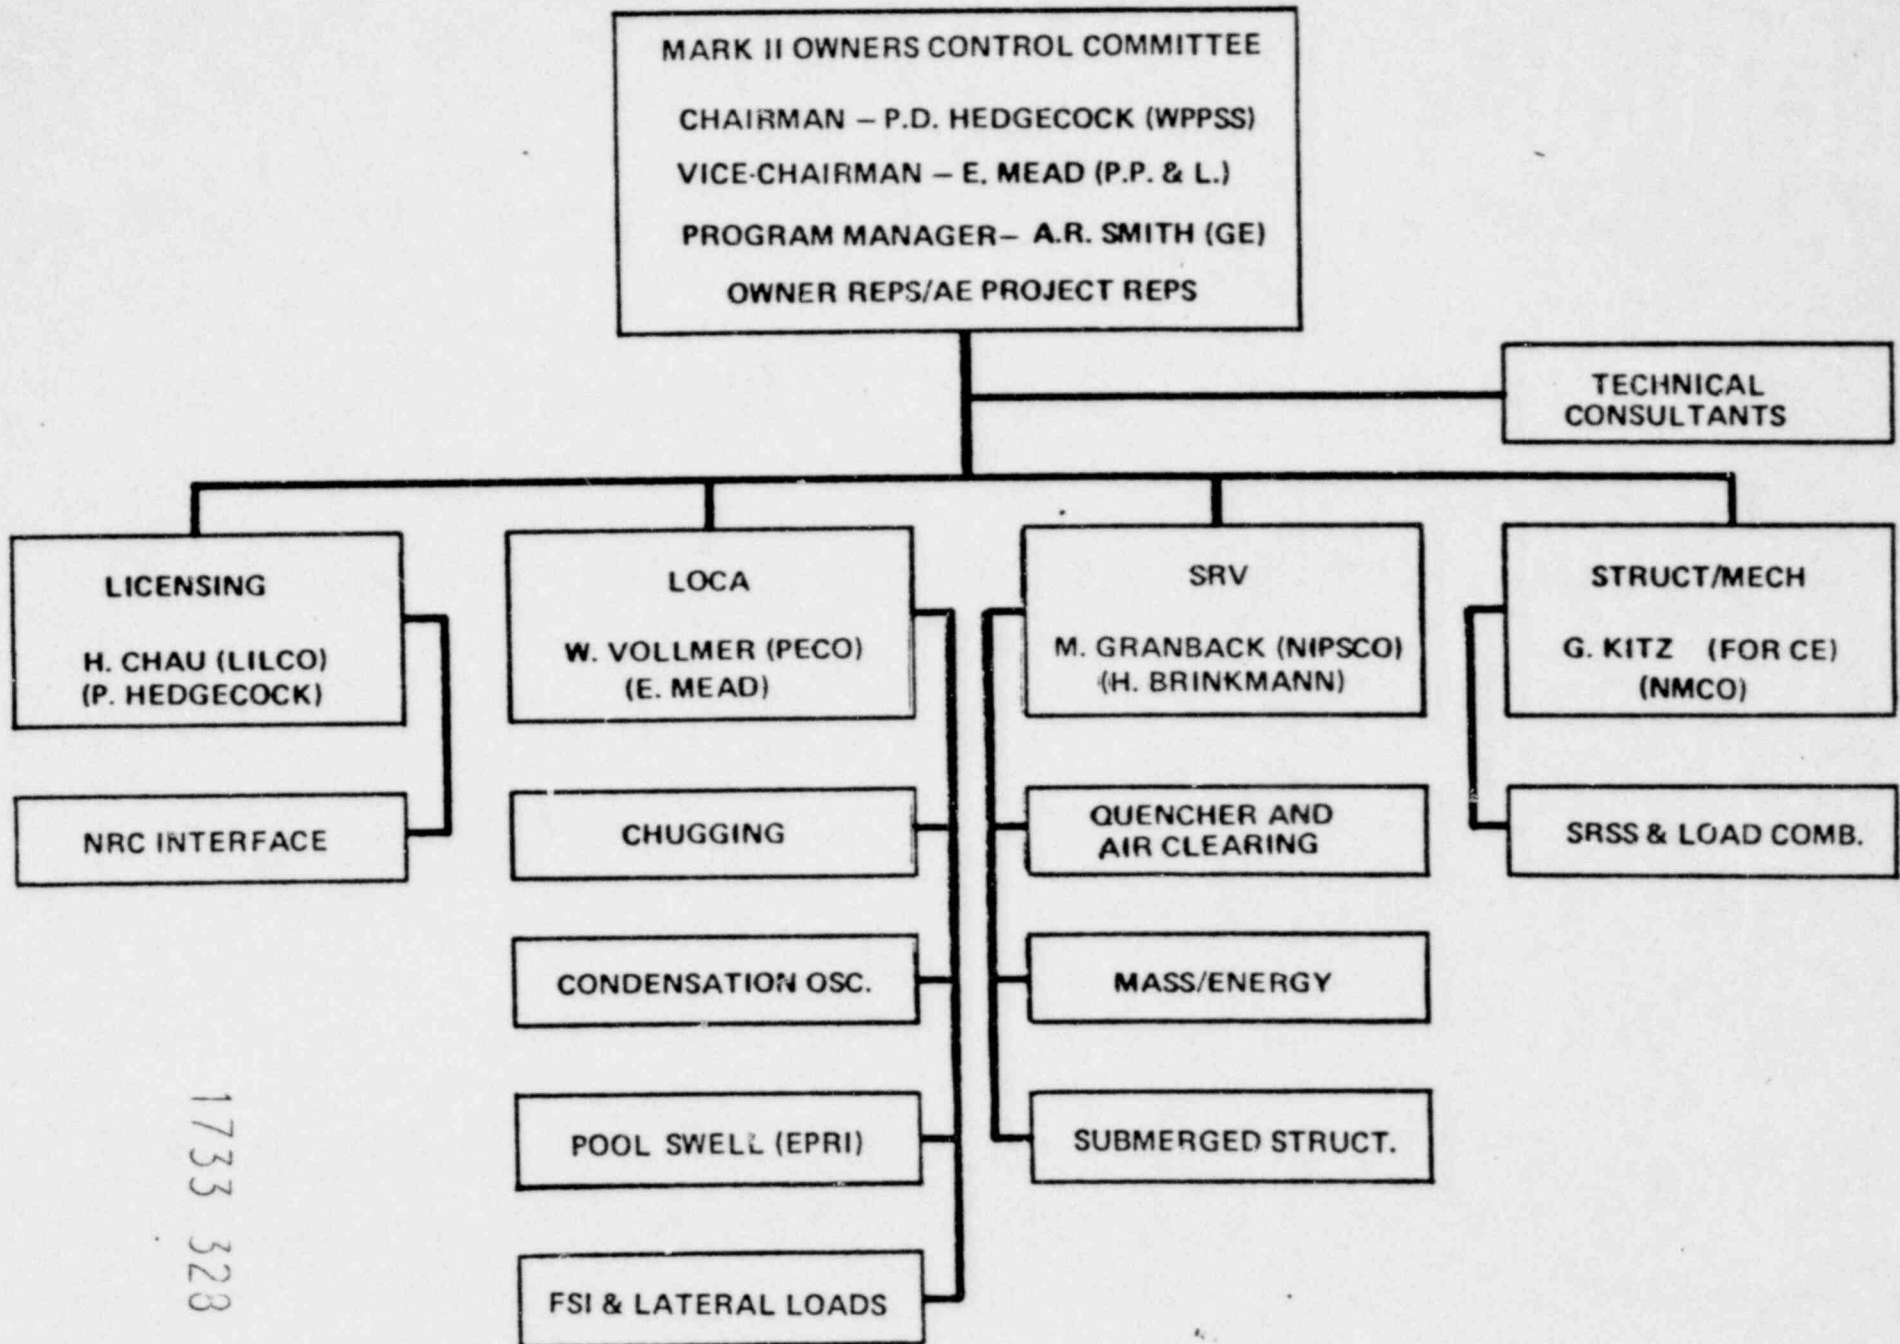 MARK II OWNERS CONTROL COMMITTEE
CHAIRMAN – P.D. HEDGECOCK (WPPSS)
VICE-CHAIRMAN – E. MEAD (P.P. & L.)
PROGRAM MANAGER– A.R. SMITH (GE)
OWNER REPS/AE PROJECT REPS
TECHNICAL
CONSULTANTS
LICENSING
H. CHAU (LILCO)
(P. HEDGECOCK)
NRC INTERFACE
LOCA
W. VOLLMER (PECO)
(E. MEAD)
CHUGGING
CONDENSATION OSC.
POOL SWELL (EPRI)
FSI & LATERAL LOADS
SRV
M. GRANBACK (NIPSCO)
(H. BRINKMANN)
QUENCHER AND
AIR CLEARING
MASS/ENERGY
SUBMERGED STRUCT.
STRUCT/MECH
G. KITZ (FOR CE)
(NMCO)
SRSS & LOAD COMB.
1733 328